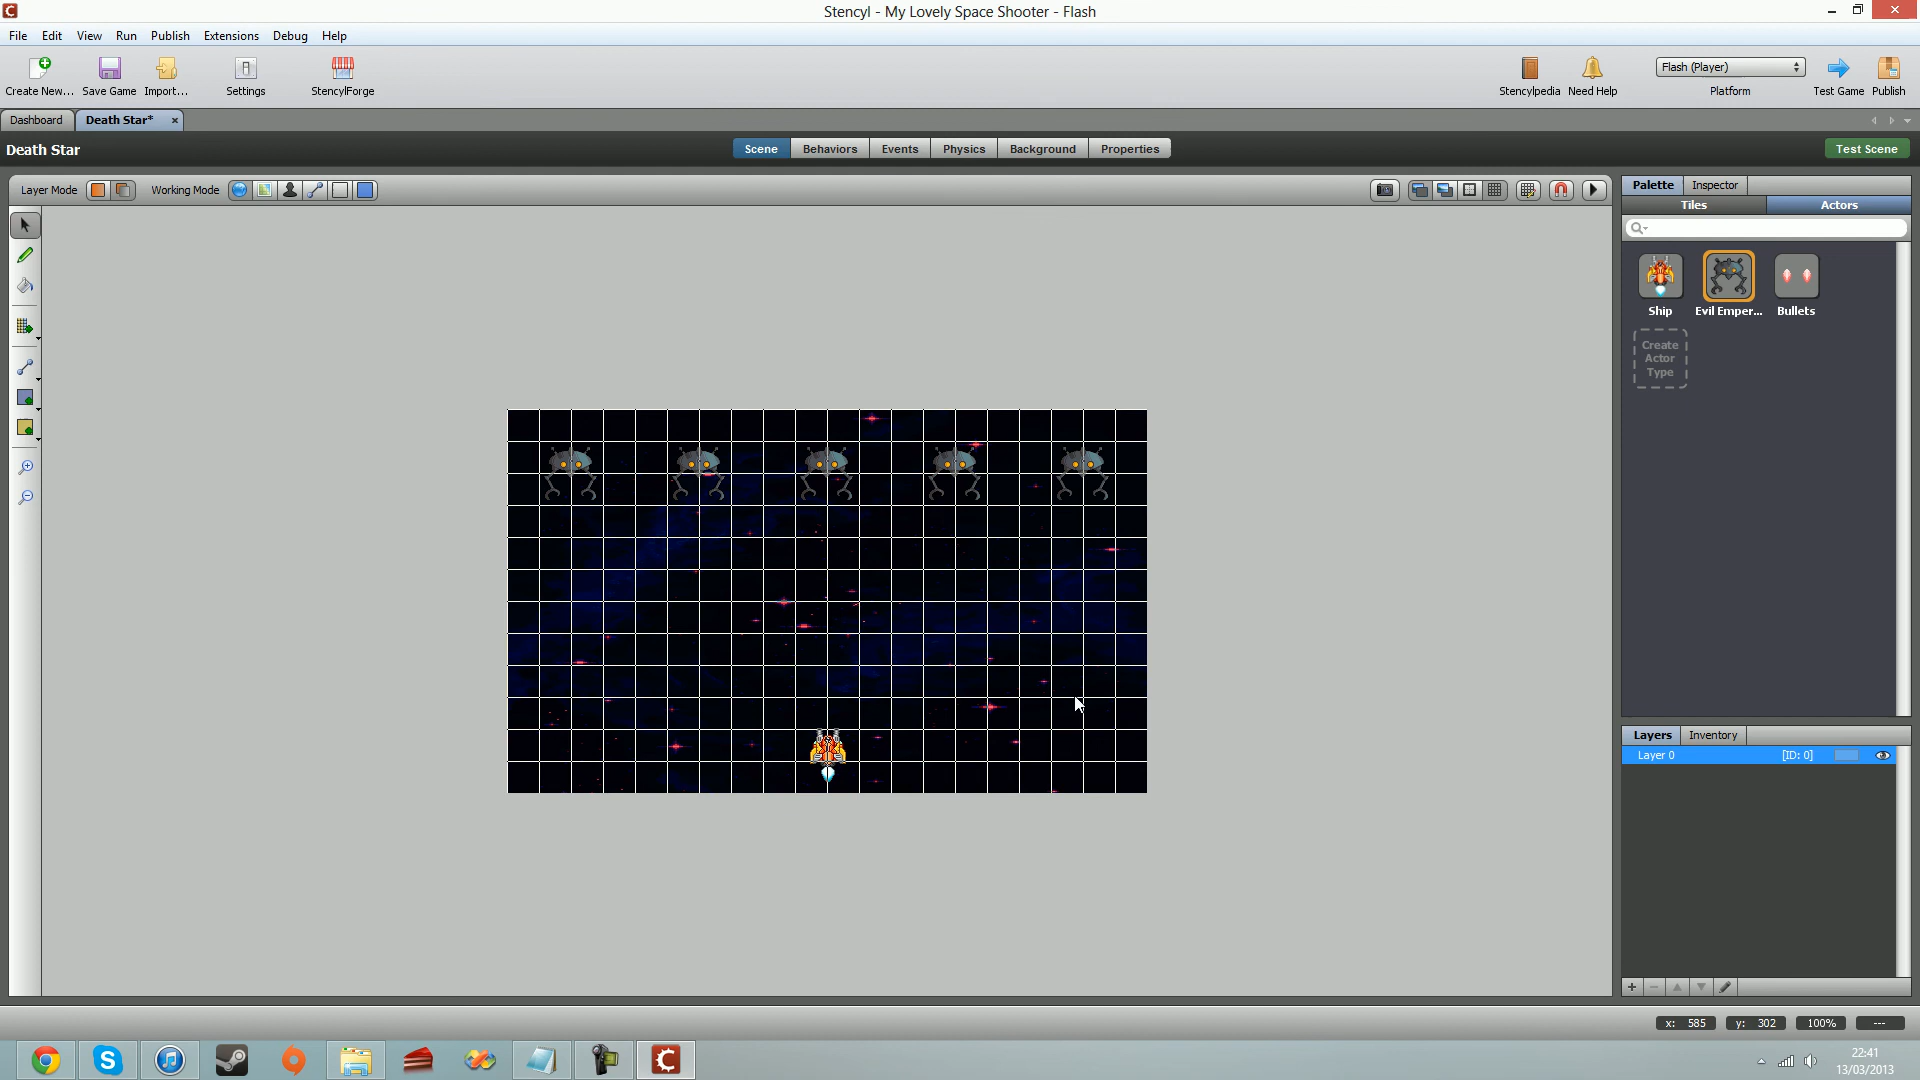 Stencyl - My Lovely Space Shooter - Flash
File Edit View Run Publish Extensions Debug Help
Create New... Save Game Import... Settings StencylForge
Stencylpedia Need Help Flash (Player) Platform Test Game Publish
Dashboard Death Star*
Death Star
Scene Behaviors Events Physics Background Properties
Test Scene
Layer Mode Working Mode
Palette Inspector
Tiles Actors
Ship Evil Emper... Bullets
Create
Actor
Type
Layers Inventory
Layer 0 [ID: 0]
x: 585 y: 302 100% ---
22:41
13/03/2013